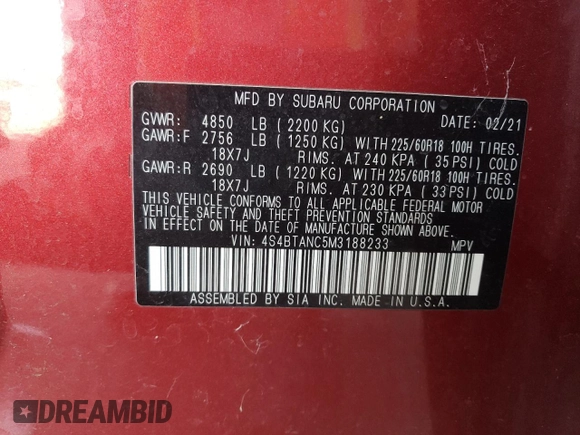 MFD BY SUBARU CORPORATION
GVWR: 4850 LB (2200 KG) DATE: 02/21
GAWR:F 2756 LB (1250 KG) WITH 225/60R18 100H TIRES.
18X7J RIMS. AT 240 KPA (35 PSI) COLD
GAWR:R 2690 LB (1220 KG) WITH 225/60R18 100H TIRES.
18X7J RIMS. AT 230 KPA (33 PSI) COLD
THIS VEHICLE CONFORMS TO ALL APPLICABLE FEDERAL MOTOR
VEHICLE SAFETY AND THEFT PREVENTION STANDARDS
IN EFFECT ON THE DATE OF MANUFACTURE SHOWN ABOVE.
VIN: 4S4BTANC5M3188233 MPV
ASSEMBLED BY SIA INC. MADE IN U.S.A.
DREAMBID